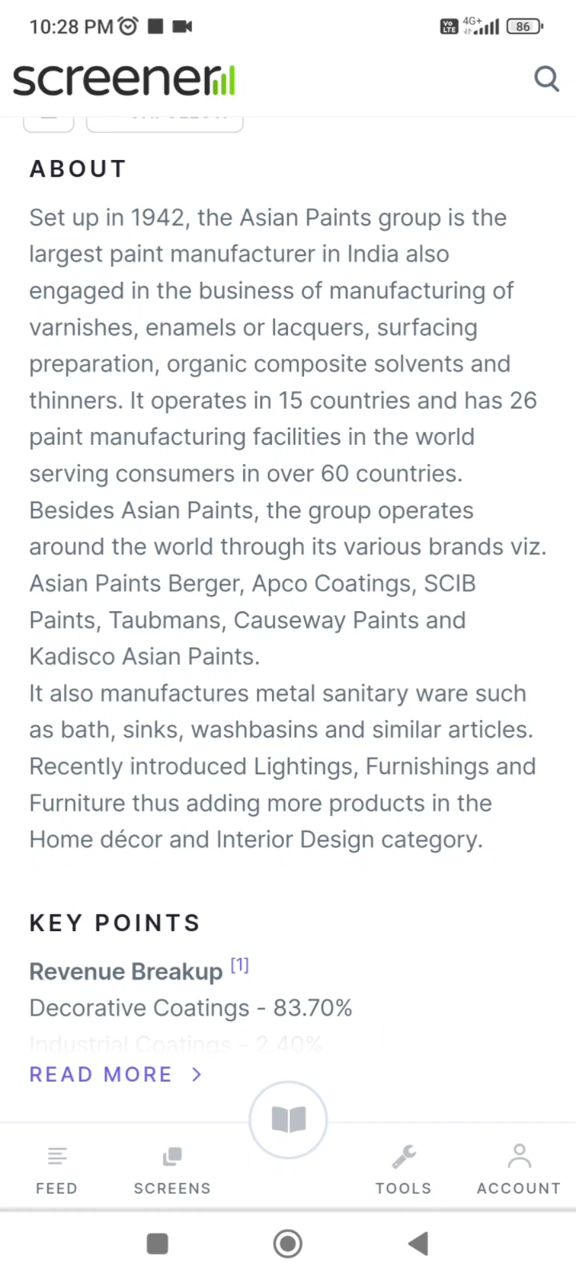 10:28 PM
Vo LTE 4G+ 86
screener
ABOUT
Set up in 1942, the Asian Paints group is the
largest paint manufacturer in India also
engaged in the business of manufacturing of
varnishes, enamels or lacquers, surfacing
preparation, organic composite solvents and
thinners. It operates in 15 countries and has 26
paint manufacturing facilities in the world
serving consumers in over 60 countries.
Besides Asian Paints, the group operates
around the world through its various brands viz.
Asian Paints Berger, Apco Coatings, SCIB
Paints, Taubmans, Causeway Paints and
Kadisco Asian Paints.
It also manufactures metal sanitary ware such
as bath, sinks, washbasins and similar articles.
Recently introduced Lightings, Furnishings and
Furniture thus adding more products in the
Home décor and Interior Design category.
KEY POINTS
Revenue Breakup [1]
Decorative Coatings - 83.70%
Industrial Coatings - 2.40%
READ MORE >
FEED
SCREENS
TOOLS
ACCOUNT